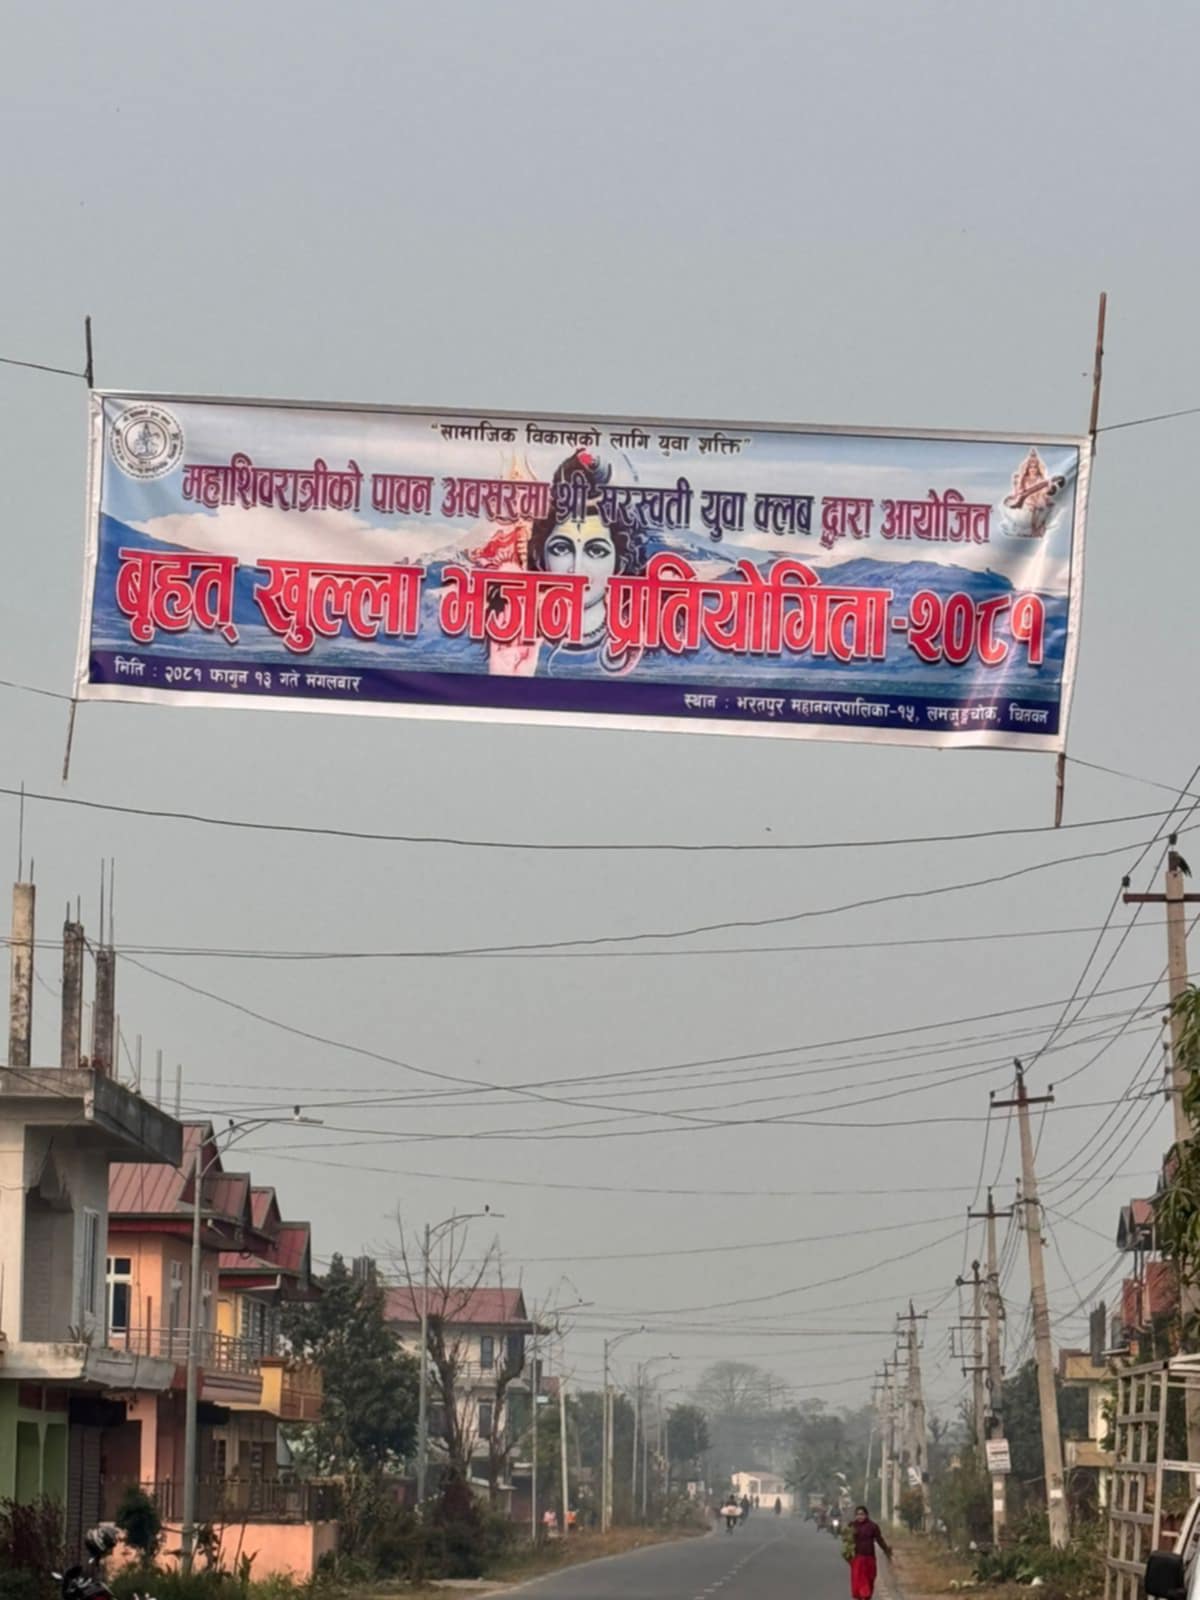 "सामाजिक विकासको लागि युवा शक्ति"
महाशिवरात्रीको पावन अवसरमा श्री सरस्वती युवा क्लब द्वारा आयोजित
बृहत् खुल्ला भजन प्रतियोगिता-२०८१
मिति : २०८१ फागुन १३ गते मंगलबार
स्थान : भरतपुर महानगरपालिका-१५, लमजुङ्गचोक, चितवन